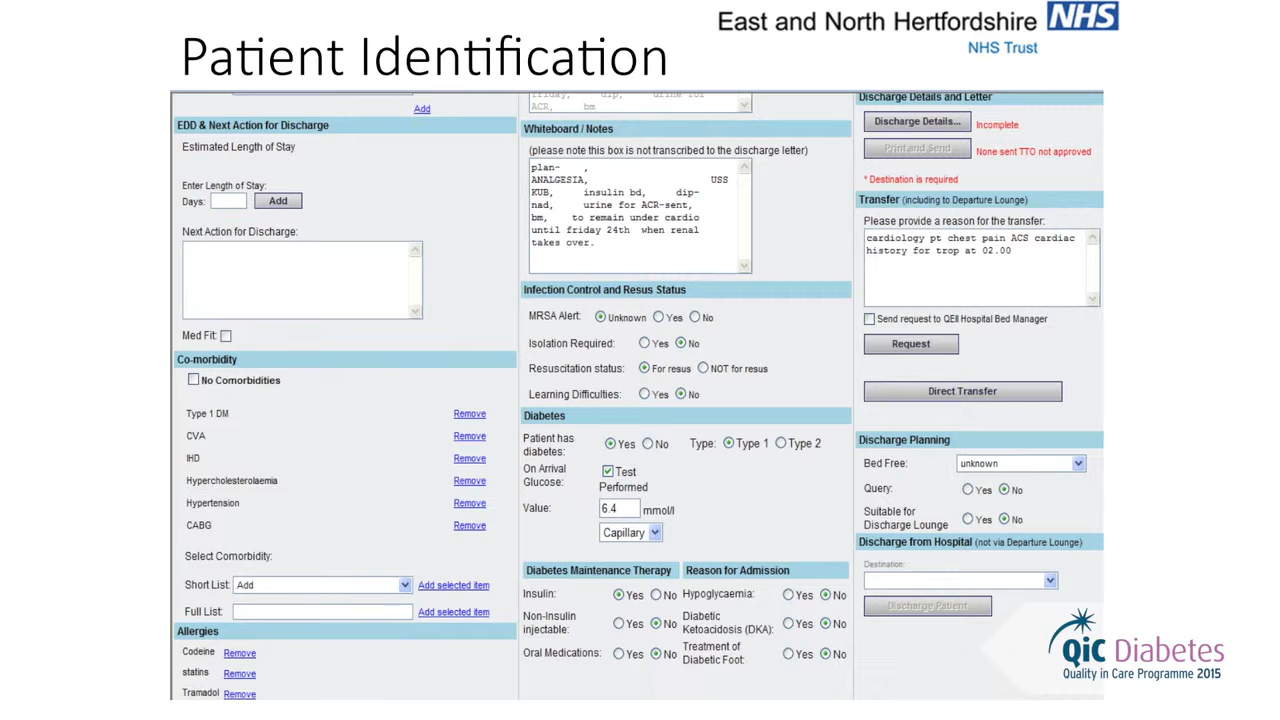 East and North Hertfordshire NHS
NHS Trust
Patient Identification
Add
EDD & Next Action for Discharge
Estimated Length of Stay
Enter Length of Stay:
Days: Add
Next Action for Discharge:
Med Fit:
Co-morbidity
No Comorbidities
Type 1 DM Remove
CVA Remove
IHD Remove
Hypercholesterolaemia Remove
Hypertension Remove
CABG Remove
Select Comorbidity:
Short List: Add Add selected item
Full List: Add selected item
Allergies
Codeine Remove
statins Remove
Tramadol Remove
friday, dip, urine for
ACR, bm
Whiteboard / Notes
(please note this box is not transcribed to the discharge letter)
plan- ,
ANALGESIA, USS
KUB, insulin bd, dip-
nad, urine for ACR-sent,
bm, to remain under cardio
until friday 24th when renal
takes over.
Infection Control and Resus Status
MRSA Alert: Unknown Yes No
Isolation Required: Yes No
Resuscitation status: For resus NOT for resus
Learning Difficulties: Yes No
Diabetes
Patient has
diabetes: Yes No Type: Type 1 Type 2
On Arrival
Glucose: Test
Performed
Value: 6.4 mmol/l
Capillary
Diabetes Maintenance Therapy
Insulin: Yes No
Non-Insulin
injectable: Yes No
Oral Medications: Yes No
Reason for Admission
Hypoglycaemia: Yes No
Diabetic
Ketoacidosis (DKA): Yes No
Treatment of
Diabetic Foot: Yes No
Discharge Details and Letter
Discharge Details... Incomplete
Print and Send None sent TTO not approved
* Destination is required
Transfer (including to Departure Lounge)
Please provide a reason for the transfer:
cardiology pt chest pain ACS cardiac
history for trop at 02.00
Send request to QEII Hospital Bed Manager
Request
Direct Transfer
Discharge Planning
Bed Free: unknown
Query: Yes No
Suitable for
Discharge Lounge Yes No
Discharge from Hospital (not via Departure Lounge)
Destination:
Discharge Patient
QiC Diabetes
Quality in Care Programme 2015